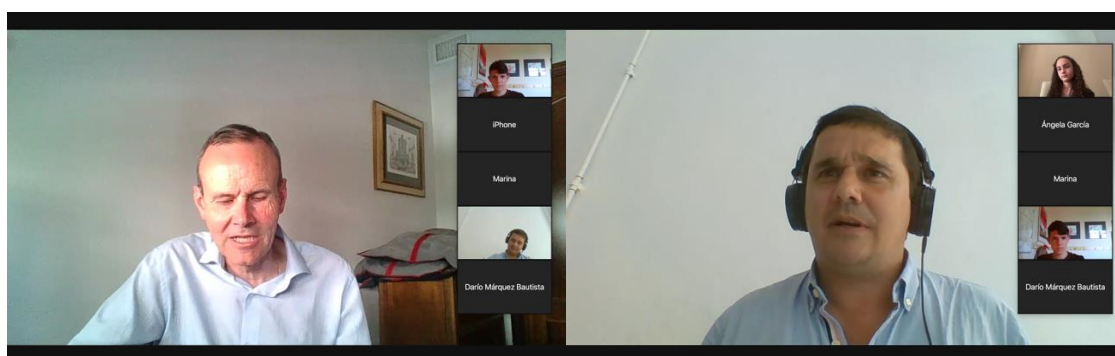 iPhone
Marina
Darío Márquez Bautista
Ángela García
Marina
Darío Márquez Bautista